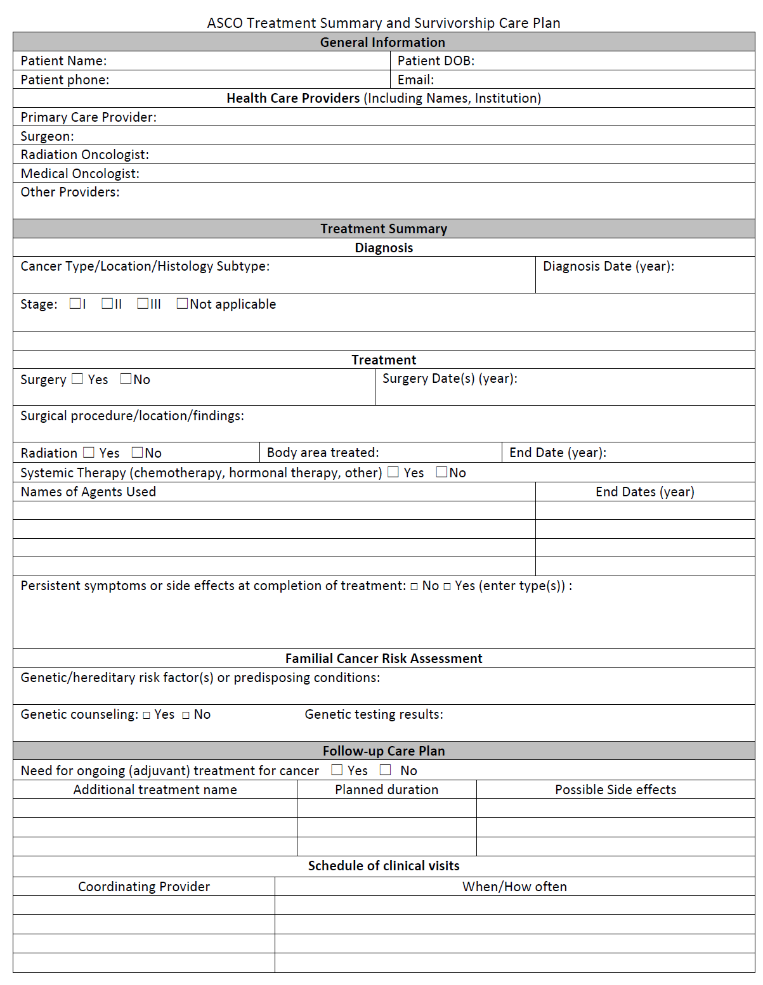 ASCO Treatment Summary and Survivorship Care Plan
General Information
Patient Name: Patient DOB:
Patient phone: Email:
Health Care Providers (Including Names, Institution)
Primary Care Provider:
Surgeon:
Radiation Oncologist:
Medical Oncologist:
Other Providers:
Treatment Summary
Diagnosis
Cancer Type/Location/Histology Subtype: Diagnosis Date (year):
Stage: ☐I ☐II ☐III ☐Not applicable
Treatment
Surgery ☐ Yes ☐No Surgery Date(s) (year):
Surgical procedure/location/findings:
Radiation ☐ Yes ☐No Body area treated: End Date (year):
Systemic Therapy (chemotherapy, hormonal therapy, other) ☐ Yes ☐No
Names of Agents Used End Dates (year)
Persistent symptoms or side effects at completion of treatment: □ No □ Yes (enter type(s)) :
Familial Cancer Risk Assessment
Genetic/hereditary risk factor(s) or predisposing conditions:
Genetic counseling: □ Yes □ No Genetic testing results:
Follow-up Care Plan
Need for ongoing (adjuvant) treatment for cancer ☐ Yes ☐ No
Additional treatment name Planned duration Possible Side effects
Schedule of clinical visits
Coordinating Provider When/How often